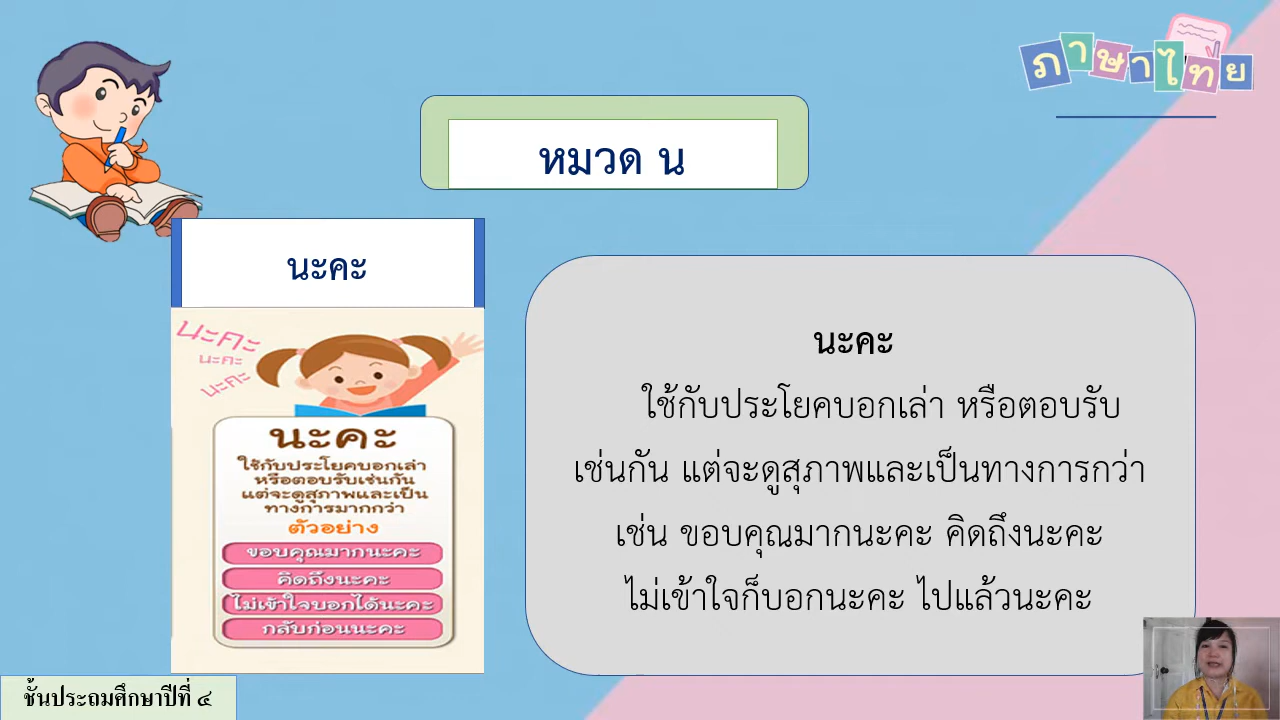 ภาษาไทย
หมวด น
นะคะ
นะคะ
นะคะ
นะคะ
นะคะ
ใช้กับประโยคบอกเล่า
หรือตอบรับเช่นกัน
แต่จะดูสุภาพและเป็น
ทางการมากกว่า
ตัวอย่าง
ขอบคุณมากนะคะ
คิดถึงนะคะ
ไม่เข้าใจบอกได้นะคะ
กลับก่อนนะคะ
นะคะ
ใช้กับประโยคบอกเล่า หรือตอบรับ
เช่นกัน แต่จะดูสุภาพและเป็นทางการกว่า
เช่น ขอบคุณมากนะคะ คิดถึงนะคะ
ไม่เข้าใจก็บอกนะคะ ไปแล้วนะคะ
ชั้นประถมศึกษาปีที่ ๔